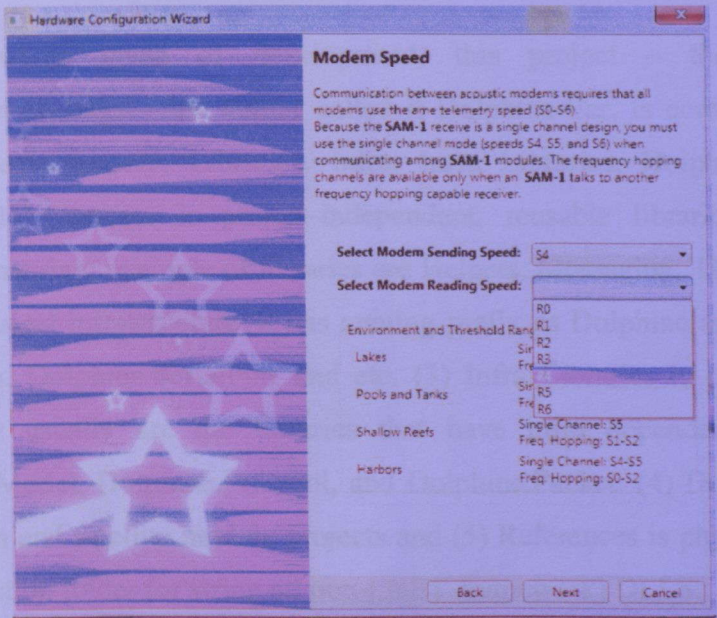 Hardware Configuration Wizard
Modem Speed
Communication between acoustic modems requires that all
modems use the ame telemetry speed (S0-S6).
Because the SAM-1 receive is a single channel design, you must
use the single channel mode (speeds S4, S5, and S6) when
communicating among SAM-1 modules. The frequency hopping
channels are available only when an SAM-1 talks to another
frequency hopping capable receiver.
Select Modem Sending Speed: S4
Select Modem Reading Speed:
R0
Environment and Threshold Rang
R1
R2
Lakes
Sin
Fre
R3
Pools and Tanks
Sin
Fre
R5
R6
Shallow Reefs
Single Channel: S5
Freq. Hopping: S1-S2
Harbors
Single Channel: S4-S5
Freq. Hopping: S0-S2
Back Next Cancel